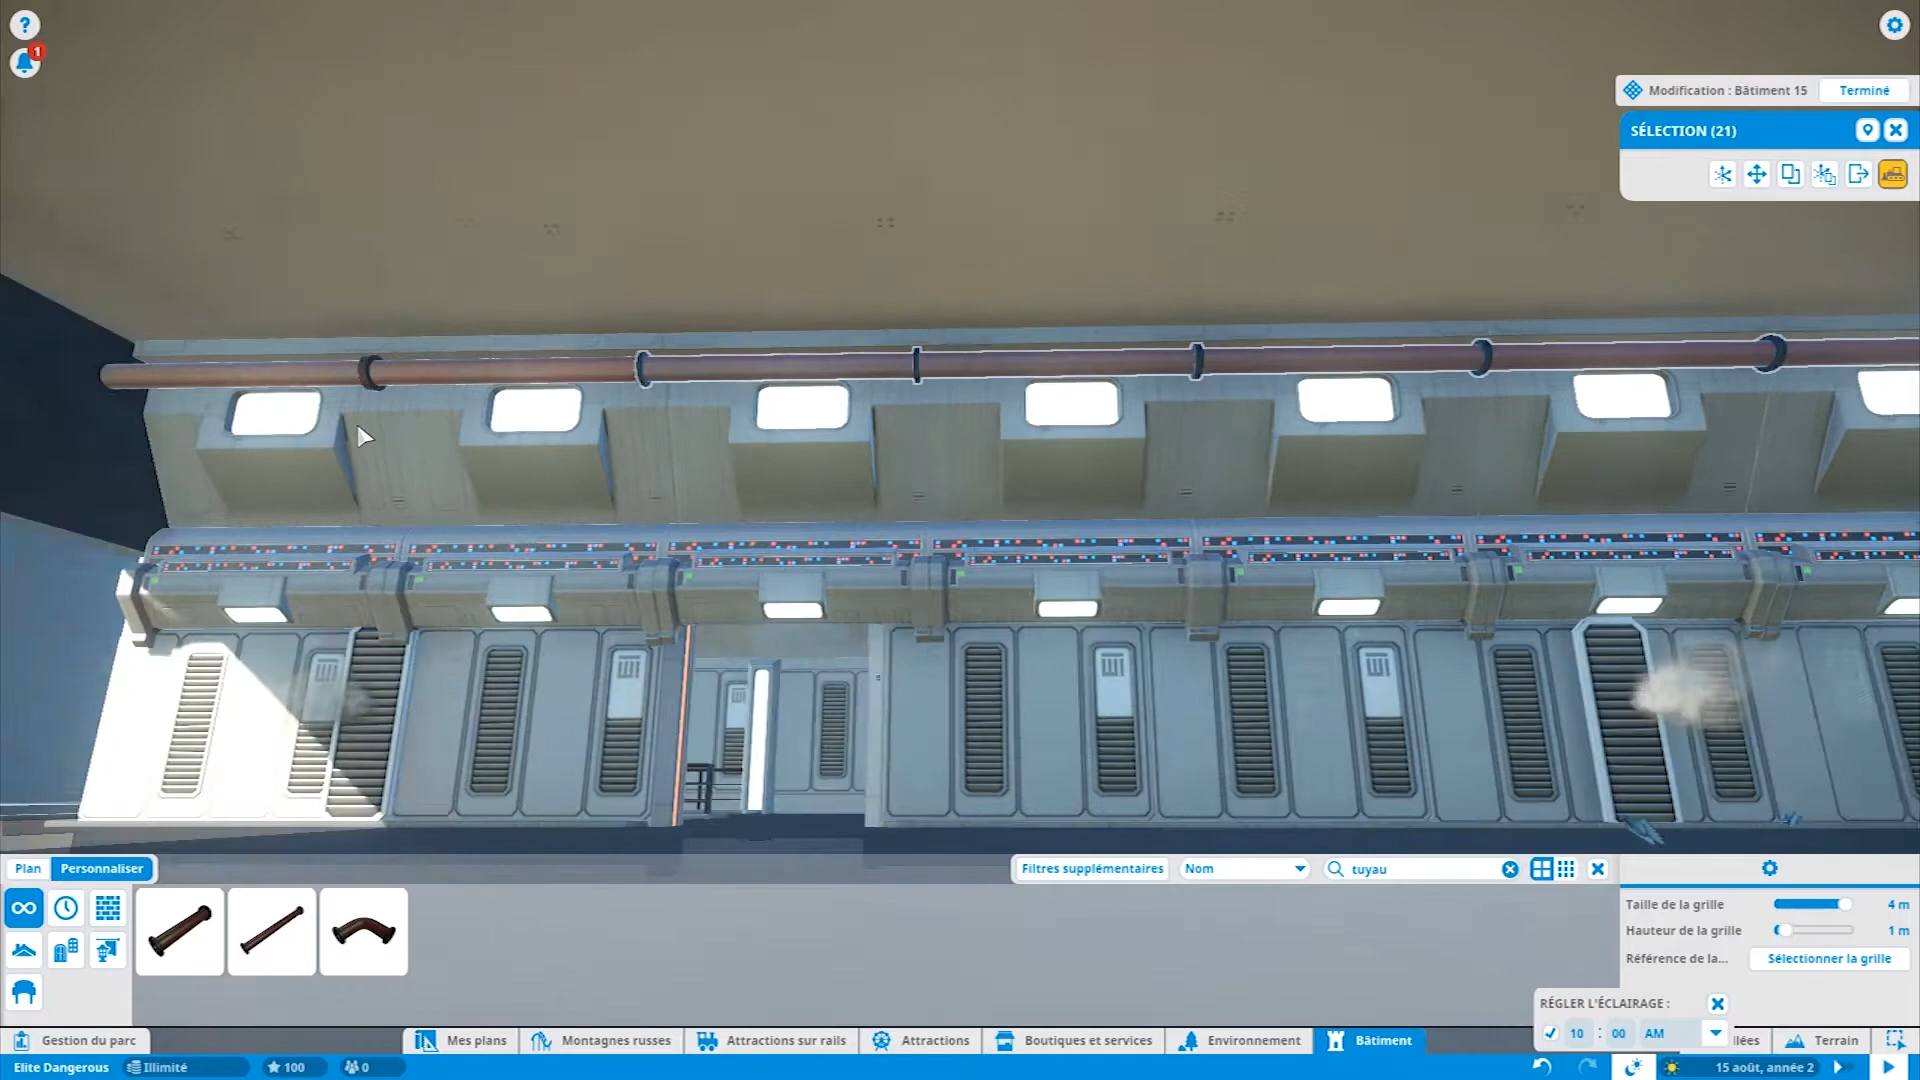 ?
1
Modification : Bâtiment 15
Terminé
SÉLECTION (21)
Plan
Personnaliser
Filtres supplémentaires
Nom
tuyau
Taille de la grille
4 m
Hauteur de la grille
1 m
Référence de la...
Sélectionner la grille
RÉGLER L'ÉCLAIRAGE :
10 : 00 AM
Gestion du parc
Mes plans
Montagnes russes
Attractions sur rails
Attractions
Boutiques et services
Environnement
Bâtiment
llées
Terrain
Elite Dangerous
Illimité
100
0
15 août, année 2